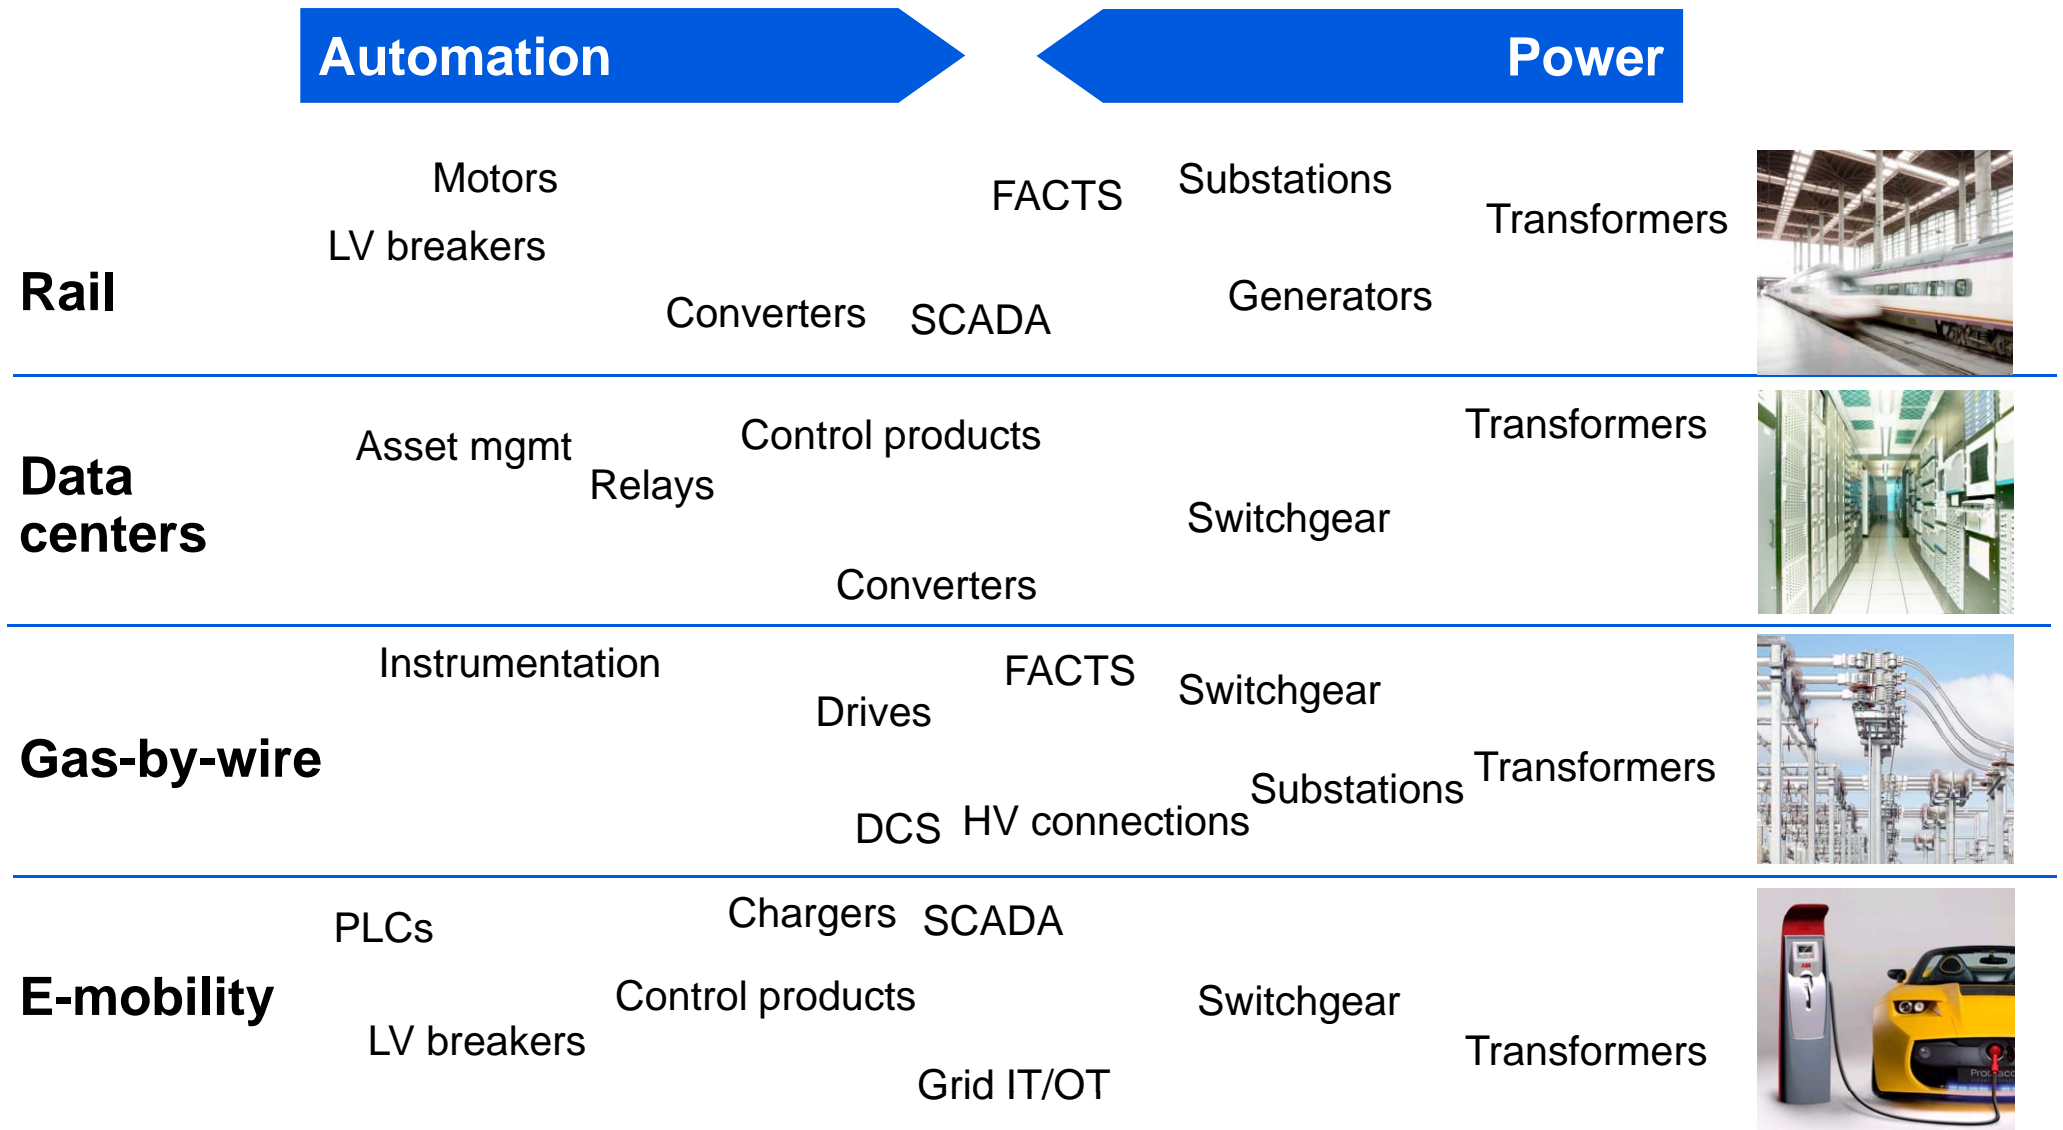 Automation
Power
Rail
Motors
LV breakers
Converters
SCADA
FACTS
Substations
Generators
Transformers
Data
centers
Asset mgmt
Relays
Control products
Converters
Switchgear
Transformers
Gas-by-wire
Instrumentation
Drives
DCS
FACTS
HV connections
Switchgear
Substations
Transformers
E-mobility
PLCs
LV breakers
Chargers
Control products
SCADA
Grid IT/OT
Switchgear
Transformers
ABB